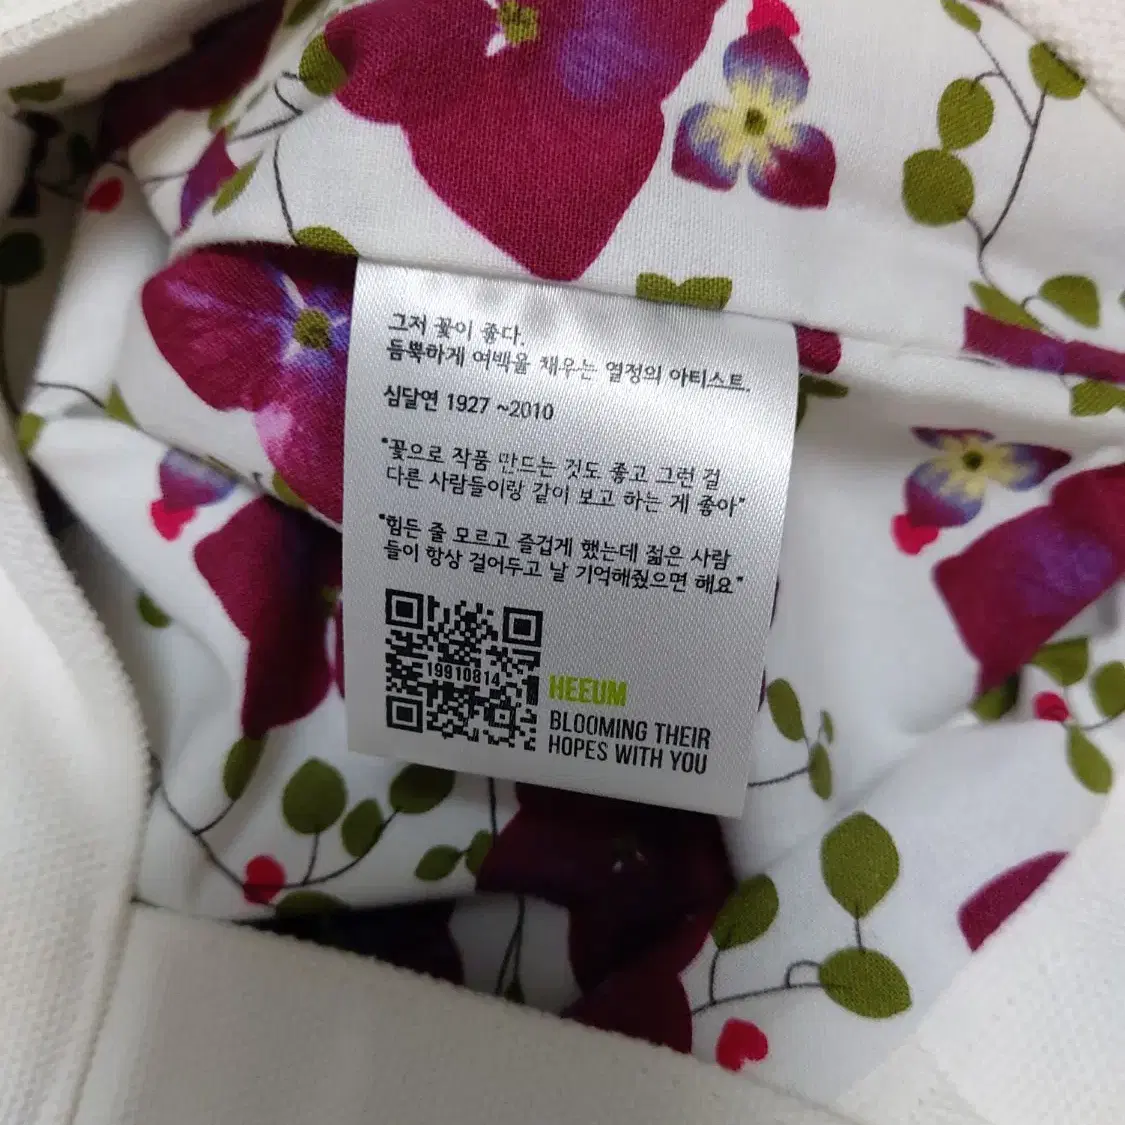 그저 꽃이 좋다.
듬뿍하게 여백을 채우는 열정의 아티스트.
심달연 1927 ~2010
"꽃으로 작품 만드는 것도 좋고 그런 걸
다른 사람들이랑 같이 보고 하는 게 좋아"
"힘든 줄 모르고 즐겁게 했는데 젊은 사람
들이 항상 걸어두고 날 기억해줬으면 해요"
19910814
HEEUM
BLOOMING THEIR
HOPES WITH YOU